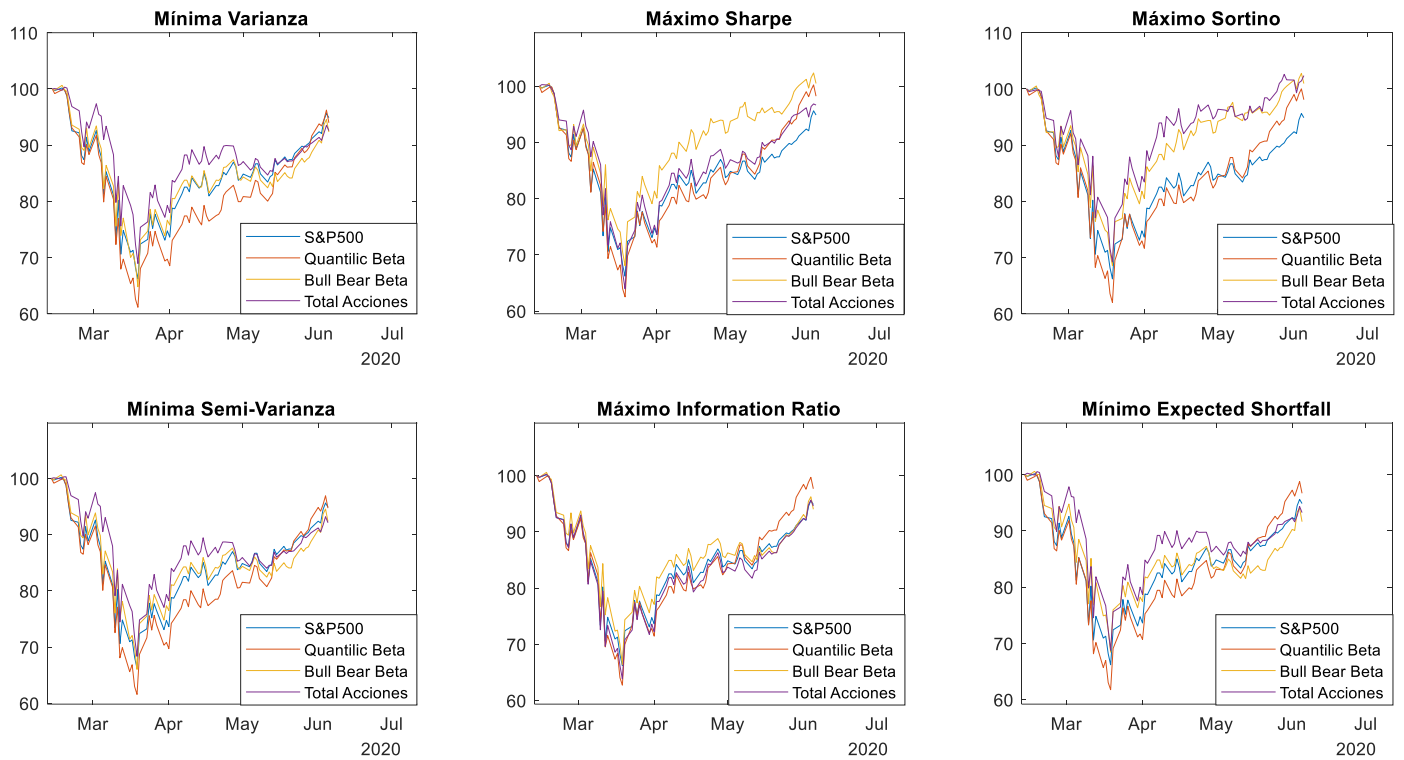 Mínima Varianza
110
100
90
80
70
60
Mar
Apr
May
Jun
Jul
2020
S&P500
Quantilic Beta
Bull Bear Beta
Total Acciones
Máximo Sharpe
100
90
80
70
60
Mar
Apr
May
Jun
Jul
2020
S&P500
Quantilic Beta
Bull Bear Beta
Total Acciones
Máximo Sortino
110
100
90
80
70
60
Mar
Apr
May
Jun
Jul
2020
S&P500
Quantilic Beta
Bull Bear Beta
Total Acciones
Mínima Semi-Varianza
100
90
80
70
60
Mar
Apr
May
Jun
Jul
2020
S&P500
Quantilic Beta
Bull Bear Beta
Total Acciones
Máximo Information Ratio
100
90
80
70
60
Mar
Apr
May
Jun
Jul
2020
S&P500
Quantilic Beta
Bull Bear Beta
Total Acciones
Mínimo Expected Shortfall
100
90
80
70
60
Mar
Apr
May
Jun
Jul
2020
S&P500
Quantilic Beta
Bull Bear Beta
Total Acciones